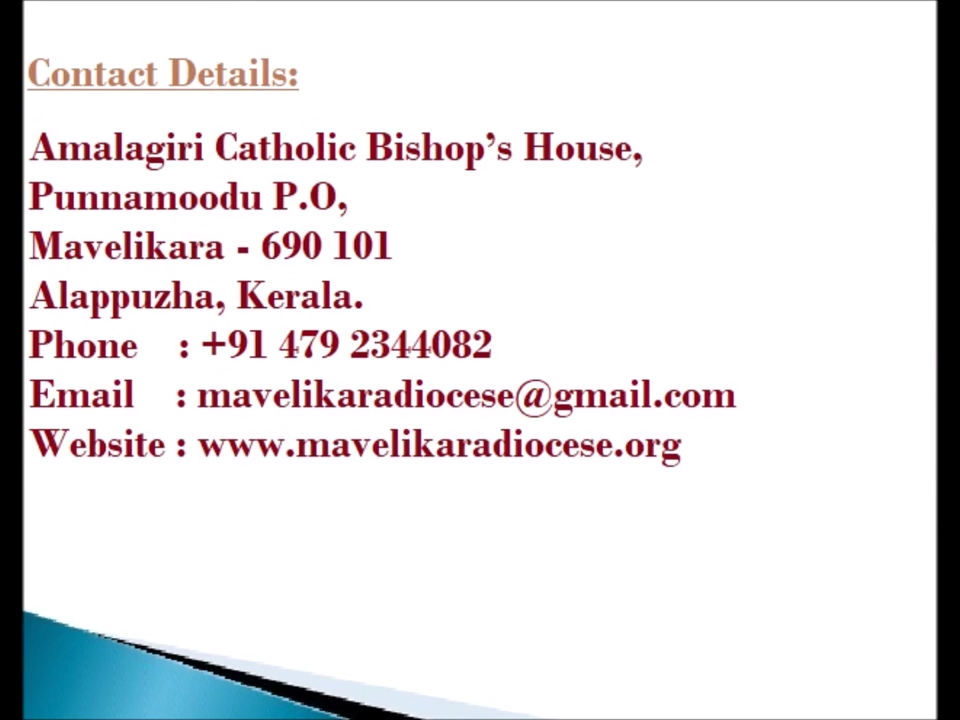 Contact Details:
Amalagiri Catholic Bishop’s House,
Punnamoodu P.O,
Mavelikara - 690 101
Alappuzha, Kerala.
Phone : +91 479 2344082
Email : mavelikaradiocese@gmail.com
Website : www.mavelikaradiocese.org